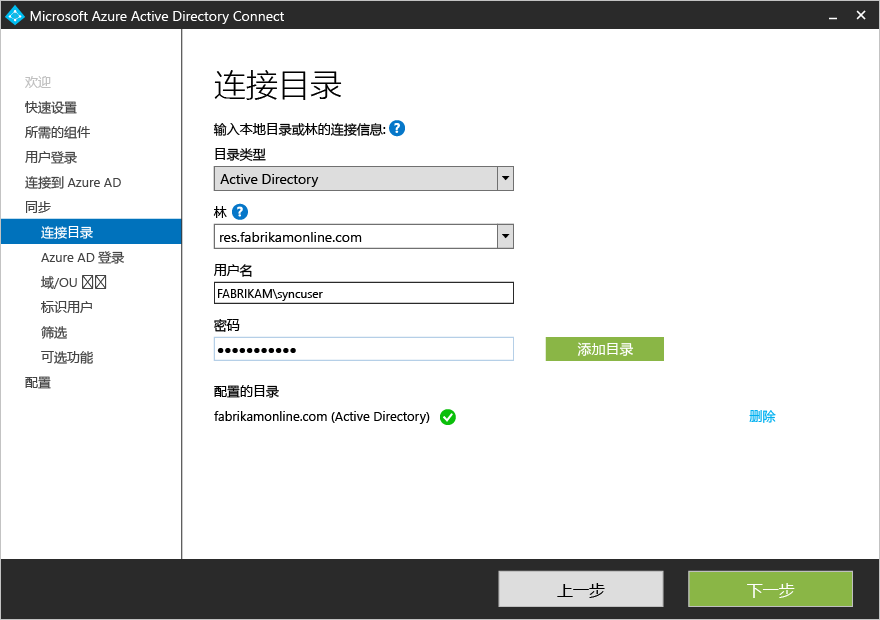 Microsoft Azure Active Directory Connect
欢迎
快速设置
所需的组件
用户登录
连接到 Azure AD
同步
连接目录
Azure AD 登录
域/OU
标识用户
筛选
可选功能
配置
连接目录
输入本地目录或林的连接信息: ?
目录类型
Active Directory
林 ?
res.fabrikamonline.com
用户名
FABRIKAM\syncuser
密码
●●●●●●●●●●●
添加目录
配置的目录
fabrikamonline.com (Active Directory) 删除
上一步 下一步